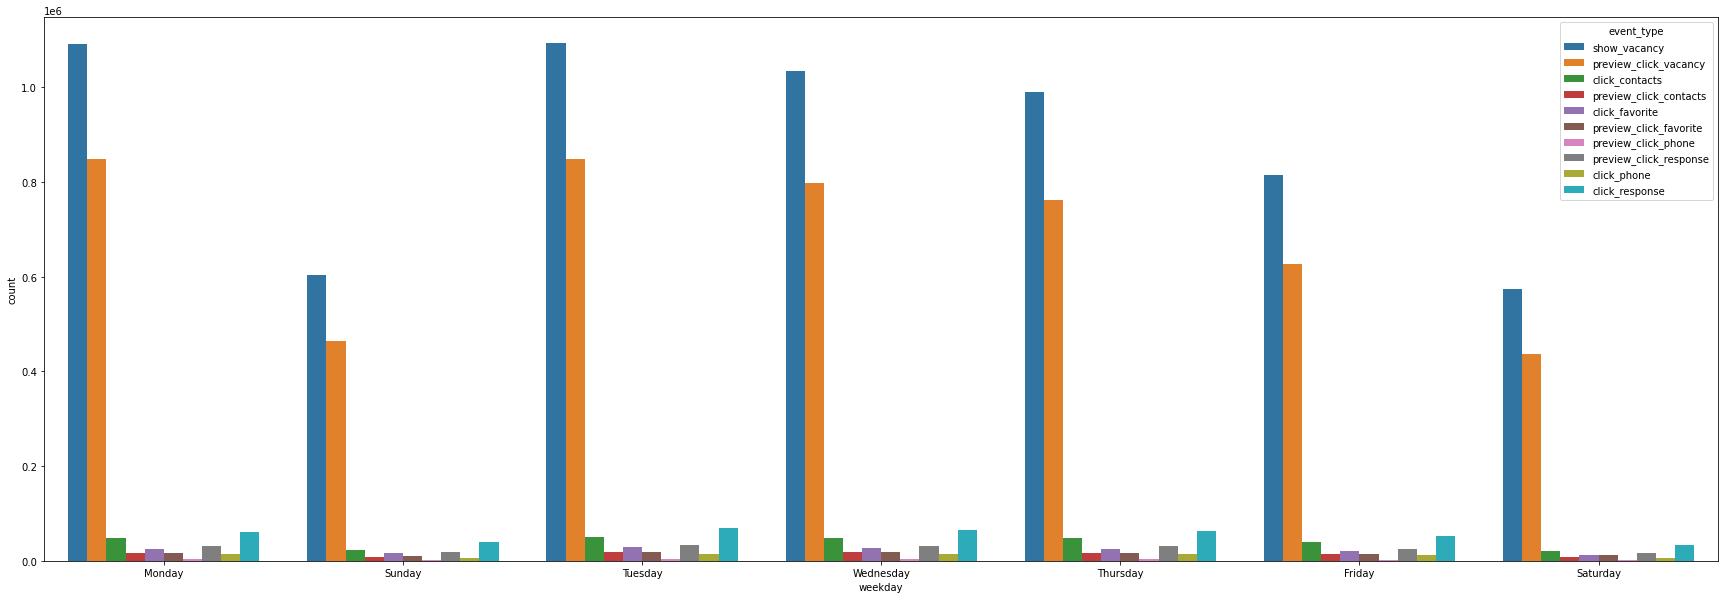 1e6
1.0
0.8
0.6
0.4
0.2
0.0
count
Monday
Sunday
Tuesday
Wednesday
Thursday
Friday
Saturday
weekday
event_type
show_vacancy
preview_click_vacancy
click_contacts
preview_click_contacts
click_favorite
preview_click_favorite
preview_click_phone
preview_click_response
click_phone
click_response